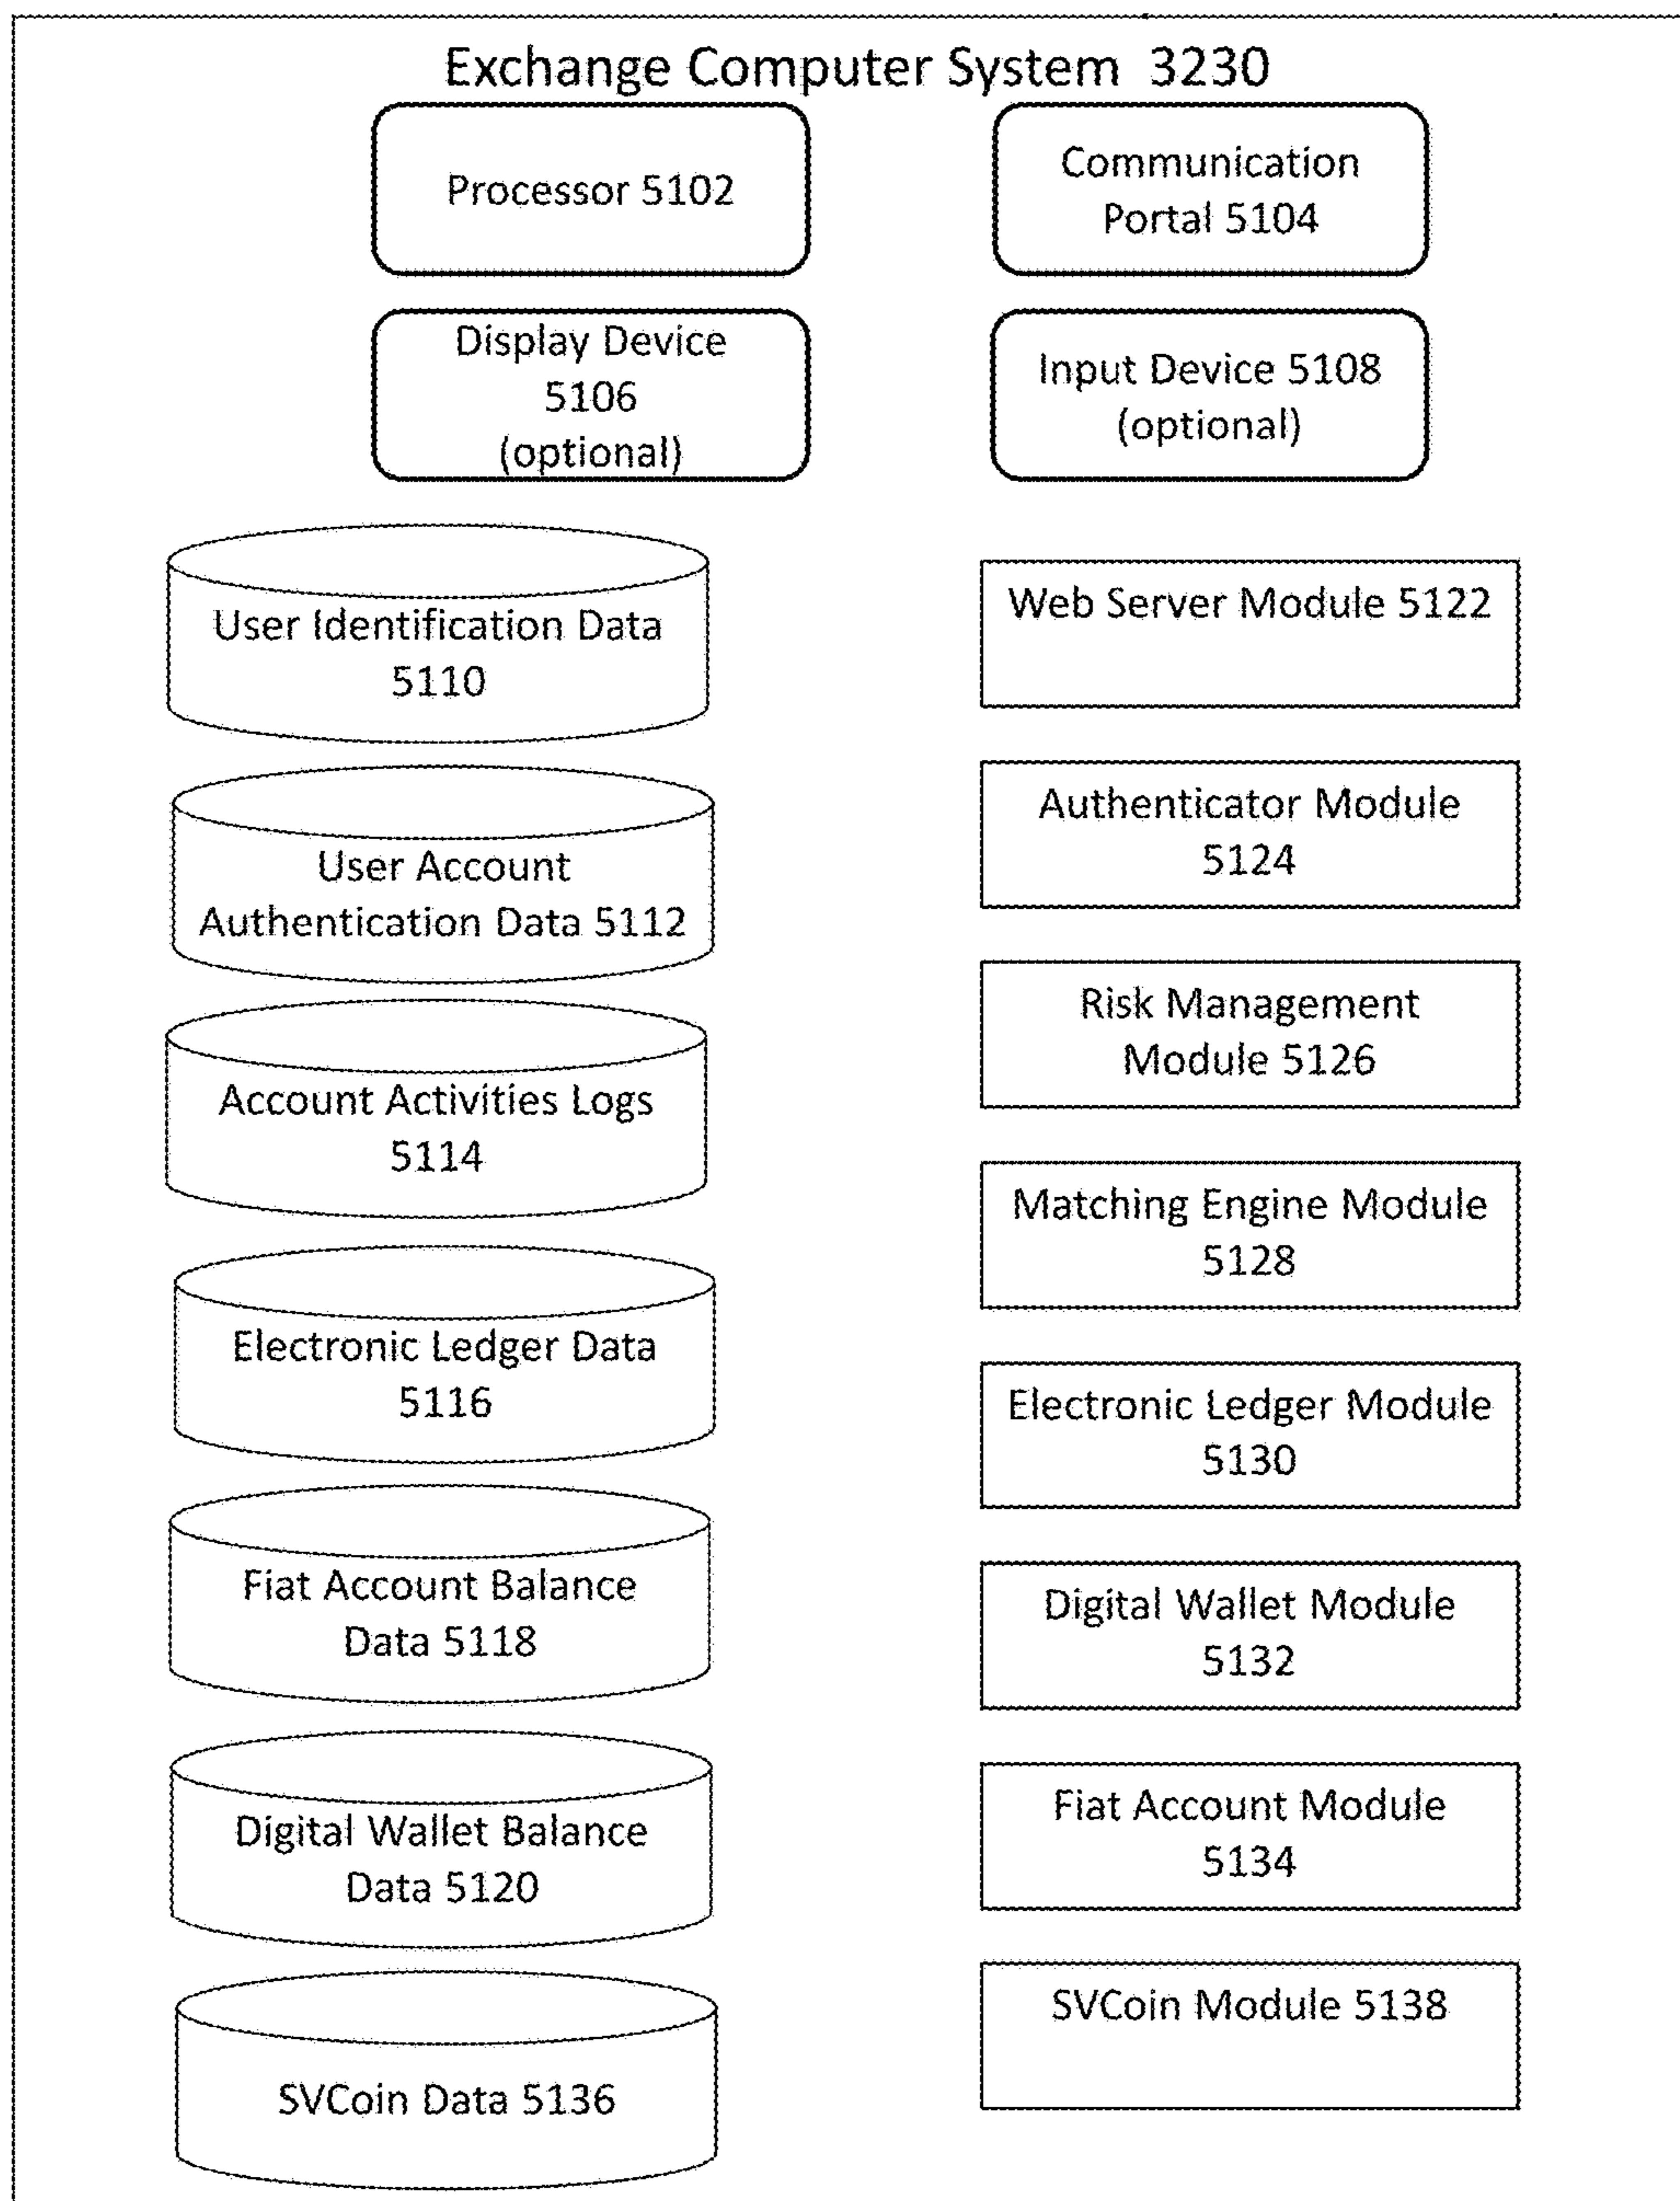 Exchange Computer System 3230
Processor 5102
Communication
Portal 5104
Display Device
5106
(optional)
Input Device 5108
(optional)
User Identification Data
5110
User Account
Authentication Data 5112
Account Activities Logs
5114
Electronic Ledger Data
5116
Fiat Account Balance
Data 5118
Digital Wallet Balance
Data 5120
SVCoin Data 5136
Web Server Module 5122
Authenticator Module
5124
Risk Management
Module 5126
Matching Engine Module
5128
Electronic Ledger Module
5130
Digital Wallet Module
5132
Fiat Account Module
5134
SVCoin Module 5138